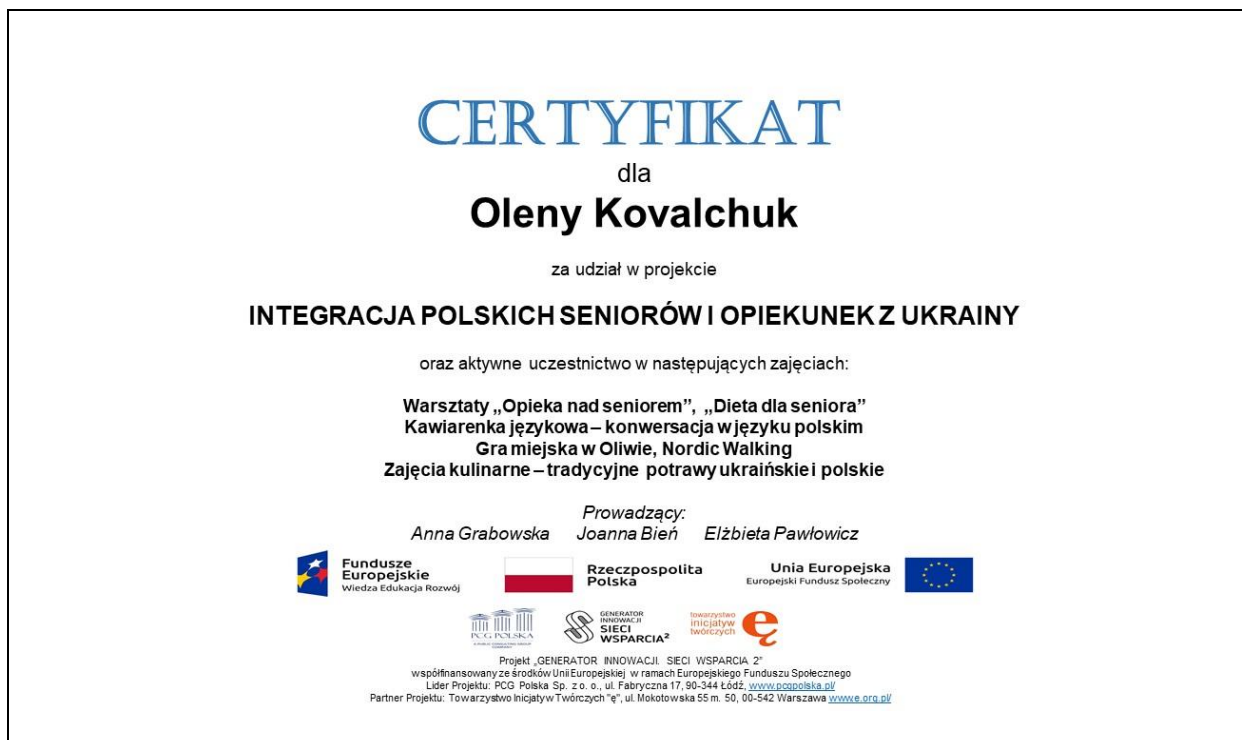 CERTYFIKAT
dla
Oleny Kovalchuk
za udział w projekcie
INTEGRACJA POLSKICH SENIORÓW I OPIEKUNEK Z UKRAINY
oraz aktywne uczestnictwo w następujących zajęciach:
Warsztaty „Opieka nad seniorem”, „Dieta dla seniora”
Kawiarenka językowa – konwersacja w języku polskim
Gra miejska w Oliwie, Nordic Walking
Zajęcia kulinarne – tradycyjne potrawy ukraińskie i polskie
Prowadzący:
Anna Grabowska Joanna Bień Elżbieta Pawłowicz
Fundusze
Europejskie
Wiedza Edukacja Rozwój
Rzeczpospolita
Polska
Unia Europejska
Europejski Fundusz Społeczny
PCG POLSKA
GENERATOR
INNOWACJI
SIECI
WSPARCIA²
towarzystwo
inicjatyw
twórczych
ę
Projekt „GENERATOR INNOWACJI. SIECI WSPARCIA 2”
współfinansowany ze środków Unii Europejskiej w ramach Europejskiego Funduszu Społecznego
Lider Projektu: PCG Polska Sp. z o. o., ul. Fabryczna 17, 90-344 Łódź, www.pcgpolska.pl/
Partner Projektu: Towarzystwo Inicjatyw Twórczych "ę", ul. Mokotowska 55 m. 50, 00-542 Warszawa www.e.org.pl/